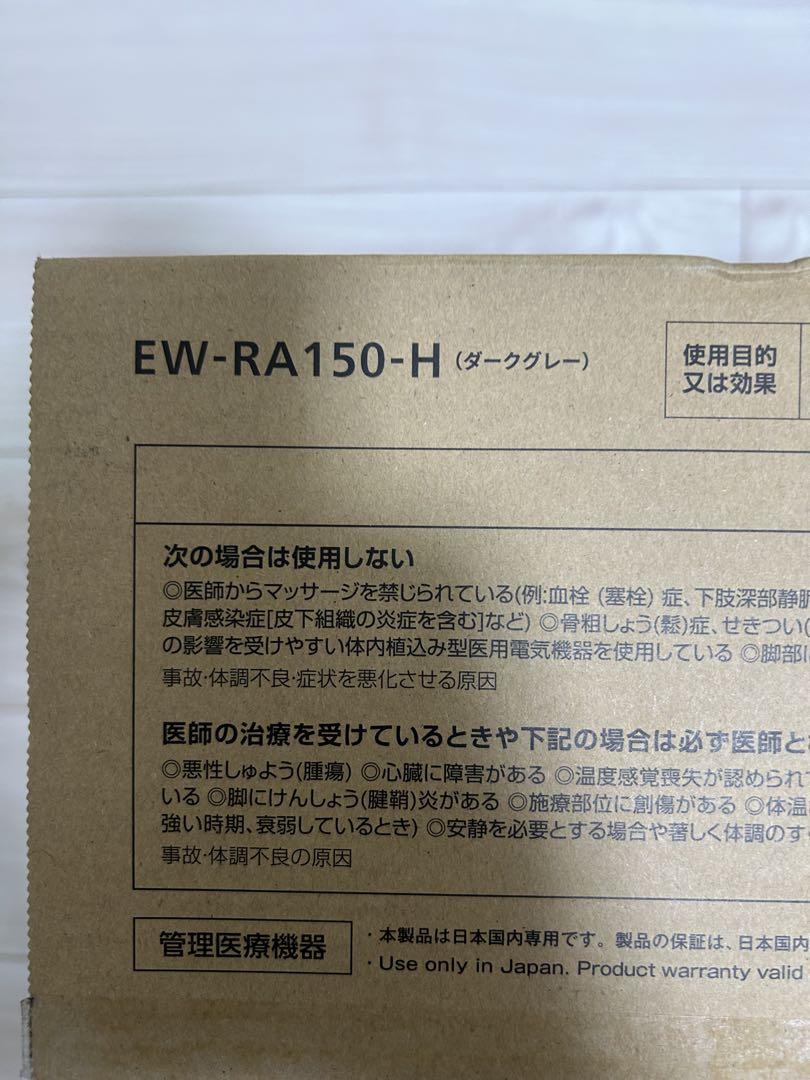 EW-RA150-H（ダークグレー）
使用目的
又は効果
次の場合は使用しない
◎医師からマッサージを禁じられている(例:血栓（塞栓）症、下肢深部静脈
皮膚感染症[皮下組織の炎症を含む]など) ◎骨粗しょう(鬆)症、せきつい(
の影響を受けやすい体内植込み型医用電気機器を使用している ◎脚部に
事故・体調不良・症状を悪化させる原因
医師の治療を受けているときや下記の場合は必ず医師と
◎悪性しゅよう(腫瘍) ◎心臓に障害がある ◎温度感覚喪失が認められて
いる ◎脚にけんしょう(腱鞘)炎がある ◎施療部位に創傷がある ◎体温
強い時期、衰弱しているとき) ◎安静を必要とする場合や著しく体調のす
事故・体調不良の原因
管理医療機器
・本製品は日本国内専用です。製品の保証は、日本国内
・Use only in Japan. Product warranty valid